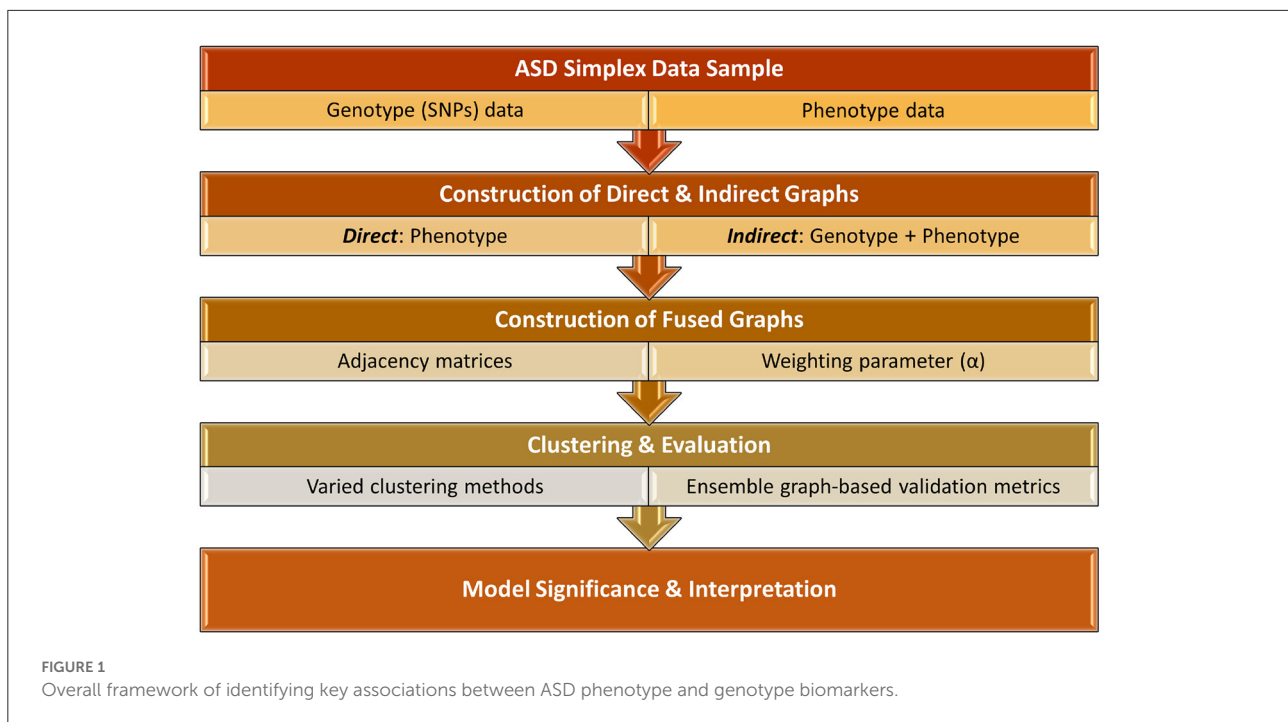 ASD Simplex Data Sample
Genotype (SNPs) data
Phenotype data
Construction of Direct & Indirect Graphs
Direct: Phenotype
Indirect: Genotype + Phenotype
Construction of Fused Graphs
Adjacency matrices
Weighting parameter (α)
Clustering & Evaluation
Varied clustering methods
Ensemble graph-based validation metrics
Model Significance & Interpretation
FIGURE 1
Overall framework of identifying key associations between ASD phenotype and genotype biomarkers.